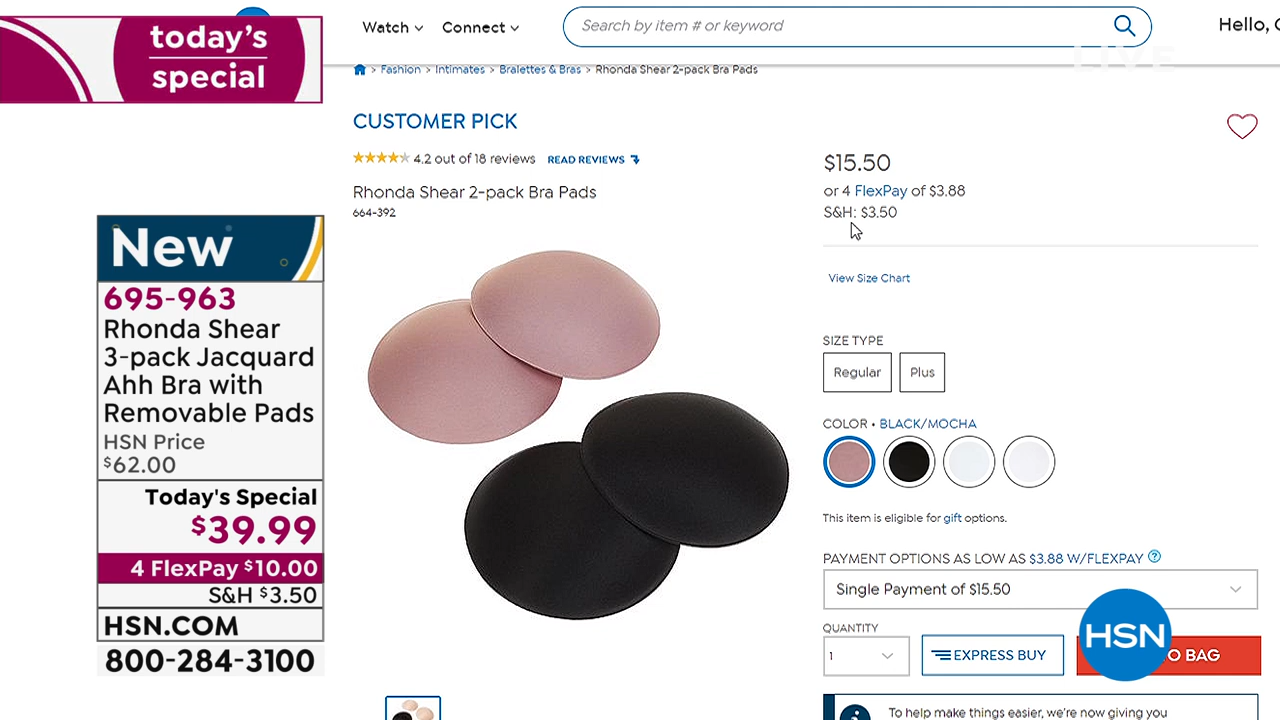 today's
special
Watch
Connect
Search by item # or keyword
Hello,
LIVE
> Fashion > Intimates > Bralettes & Bras > Rhonda Shear 2-pack Bra Pads
CUSTOMER PICK
4.2 out of 18 reviews READ REVIEWS
Rhonda Shear 2-pack Bra Pads
664-392
$15.50
or 4 FlexPay of $3.88
S&H: $3.50
View Size Chart
SIZE TYPE
Regular
Plus
COLOR • BLACK/MOCHA
This item is eligible for gift options.
PAYMENT OPTIONS AS LOW AS $3.88 W/FLEXPAY ?
Single Payment of $15.50
QUANTITY
1
EXPRESS BUY
HSN
O BAG
To help make things easier, we're now giving you
New
695-963
Rhonda Shear
3-pack Jacquard
Ahh Bra with
Removable Pads
HSN Price
$62.00
Today's Special
$39.99
4 FlexPay $10.00
S&H $3.50
HSN.COM
800-284-3100